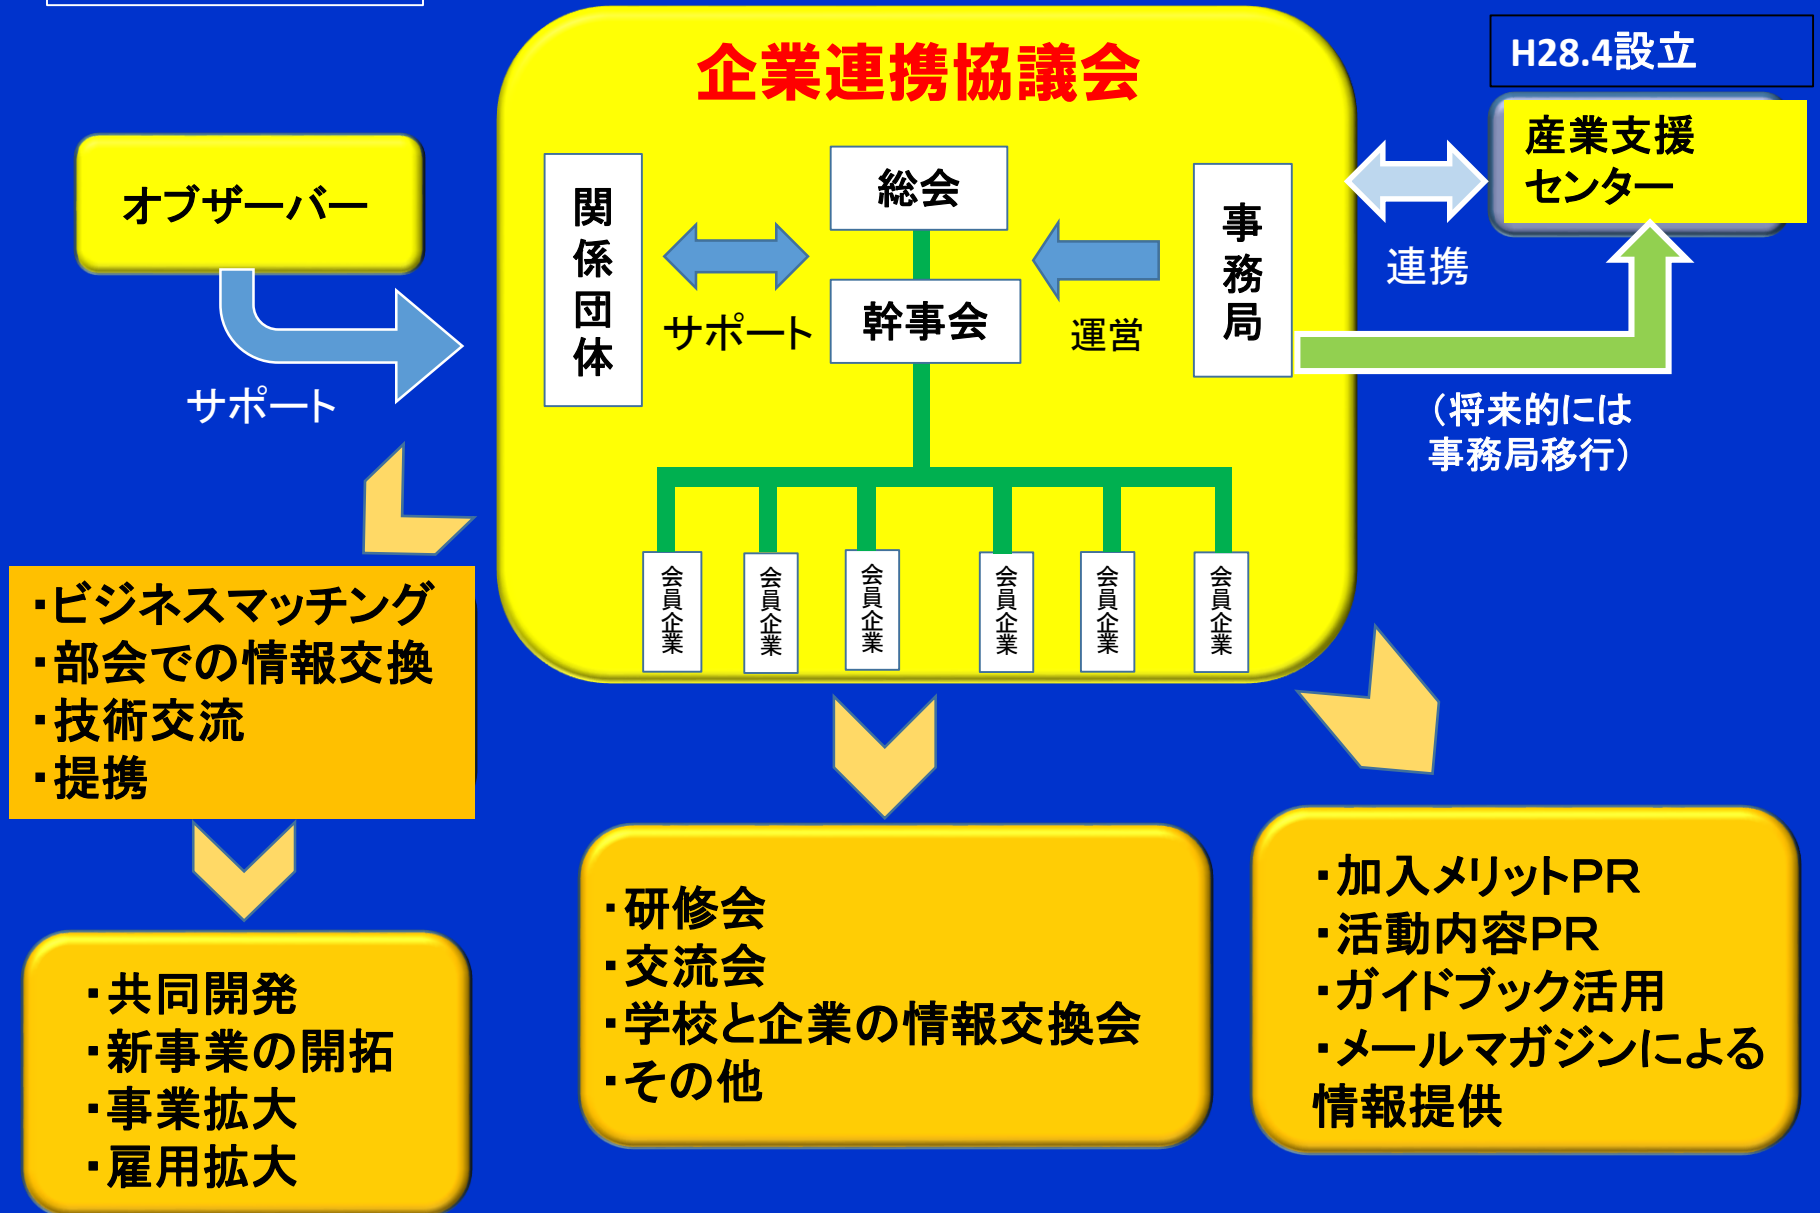 企業連携協議会
H28.4設立
産業支援
センター
オブザーバー
関係団体
総会
事務局
サポート
幹事会
運営
連携
サポート
（将来的には
事務局移行）
会員企業
会員企業
会員企業
会員企業
会員企業
会員企業
・ビジネスマッチング
・部会での情報交換
・技術交流
・提携
・共同開発
・新事業の開拓
・事業拡大
・雇用拡大
・研修会
・交流会
・学校と企業の情報交換会
・その他
・加入メリットPR
・活動内容PR
・ガイドブック活用
・メールマガジンによる
情報提供